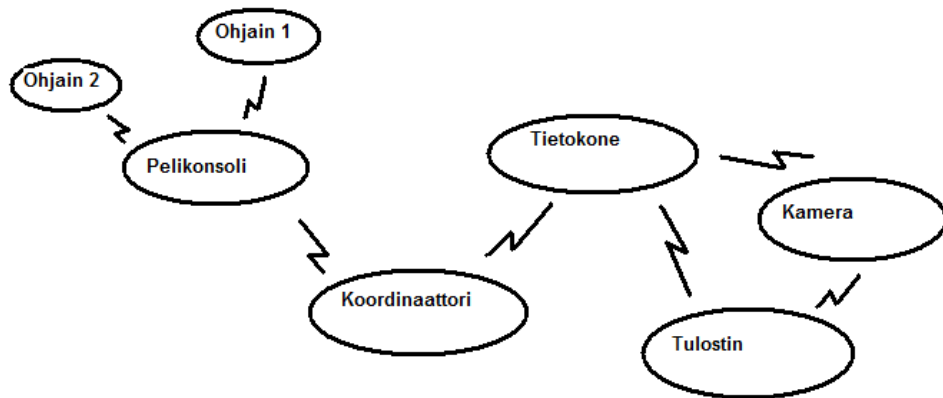 Ohjain 1
Ohjain 2
Pelikonsoli
Tietokone
Kamera
Koordinaattori
Tulostin